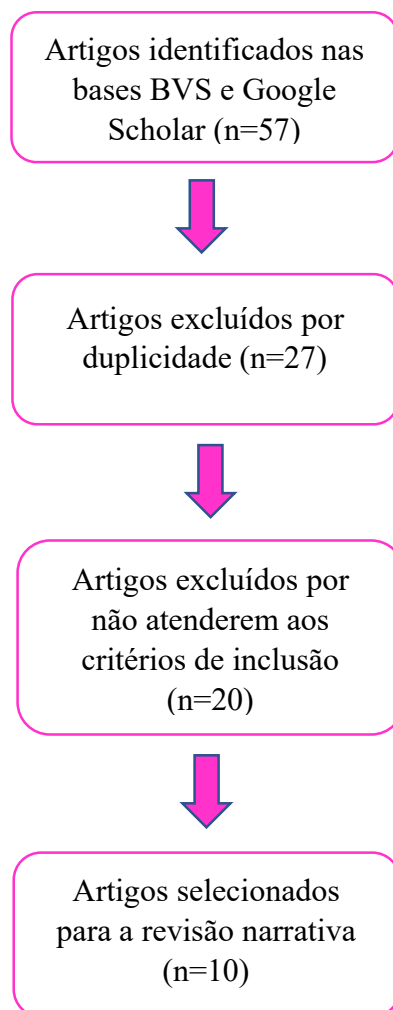 Artigos identificados nas
bases BVS e Google
Scholar (n=57)
Artigos excluídos por
duplicidade (n=27)
Artigos excluídos por
não atenderem aos
critérios de inclusão
(n=20)
Artigos selecionados
para a revisão narrativa
(n=10)